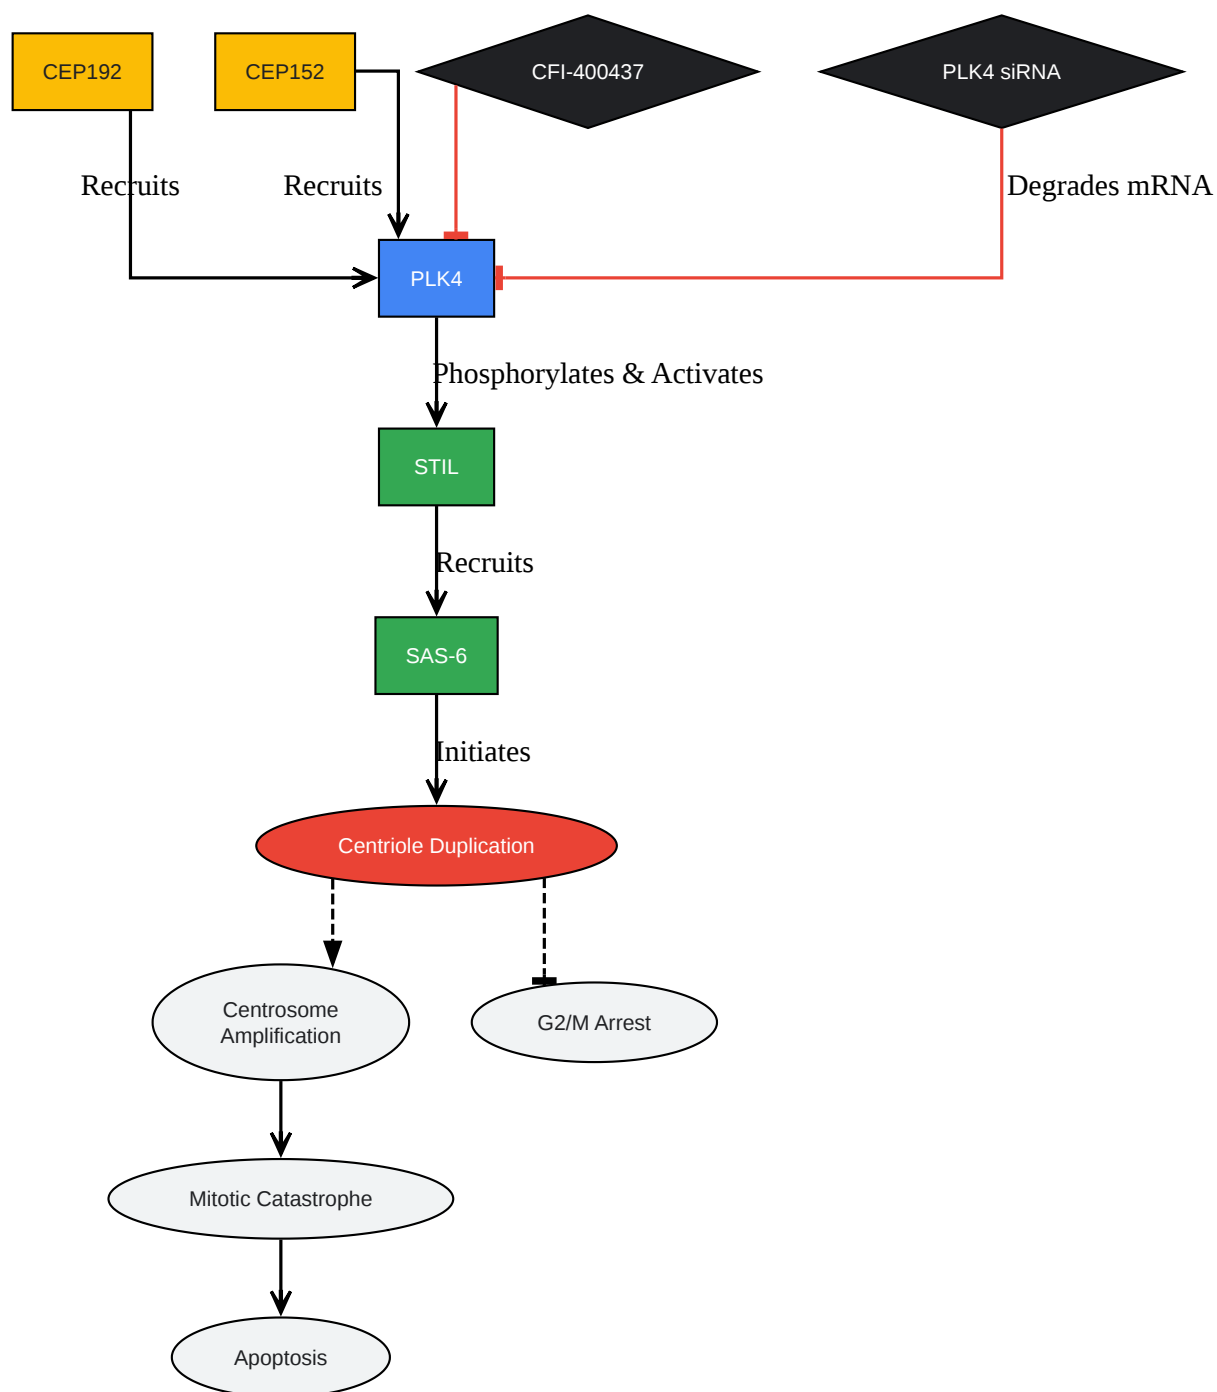 CEP192
CEP152
CFI-400437
PLK4 siRNA
Recruits
Recruits
Degrades mRNA
PLK4
Phosphorylates & Activates
STIL
Recruits
SAS-6
Initiates
Centriole Duplication
Centrosome
Amplification
G2/M Arrest
Mitotic Catastrophe
Apoptosis